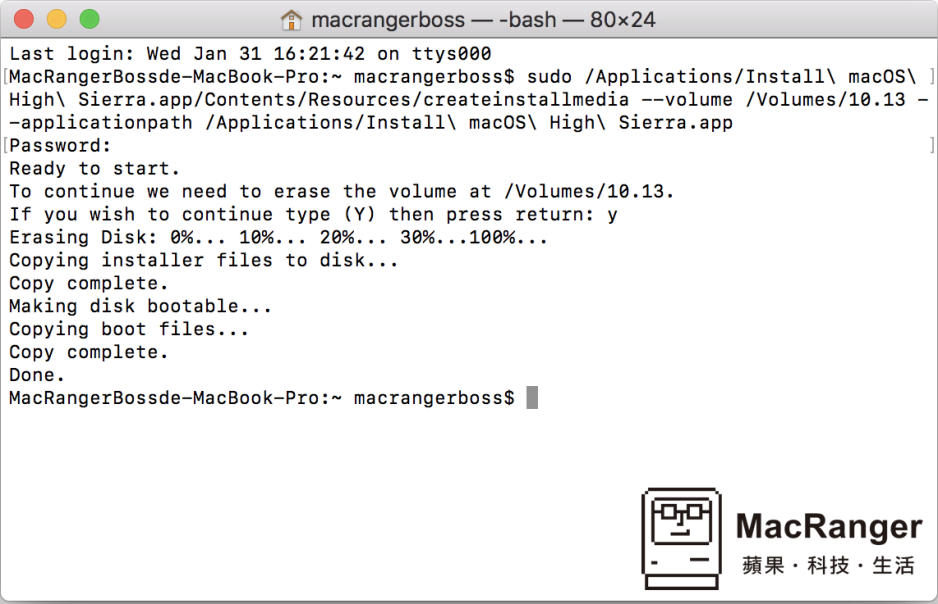 macrangerboss — -bash — 80×24
Last login: Wed Jan 31 16:21:42 on ttys000
[MacRangerBossde-MacBook-Pro:~ macrangerboss$ sudo /Applications/Install\ macOS\ ]
High\ Sierra.app/Contents/Resources/createinstallmedia --volume /Volumes/10.13 -
-applicationpath /Applications/Install\ macOS\ High\ Sierra.app
[Password: ]
Ready to start.
To continue we need to erase the volume at /Volumes/10.13.
If you wish to continue type (Y) then press return: y
Erasing Disk: 0%... 10%... 20%... 30%...100%...
Copying installer files to disk...
Copy complete.
Making disk bootable...
Copying boot files...
Copy complete.
Done.
MacRangerBossde-MacBook-Pro:~ macrangerboss$
MacRanger
蘋果・科技・生活